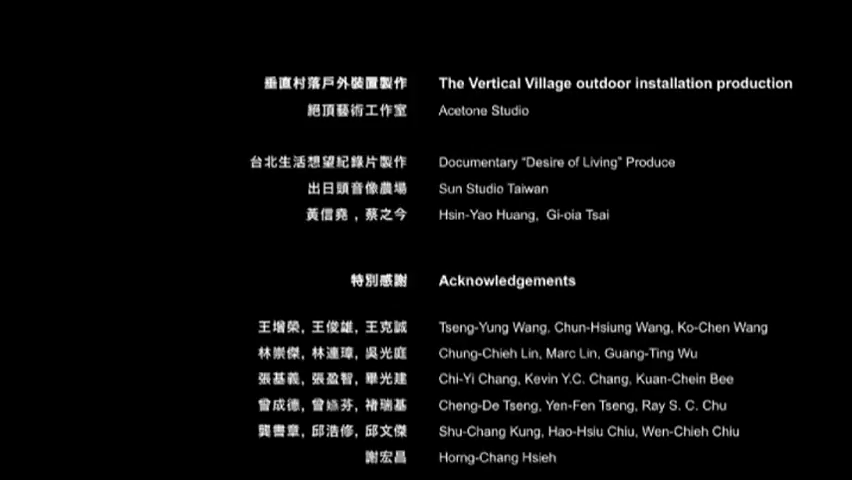 垂直村落戶外裝置製作 The Vertical Village outdoor installation production
絕頂藝術工作室 Acetone Studio
台北生活想望紀錄片製作 Documentary “Desire of Living” Produce
出日頭音像農場 Sun Studio Taiwan
黃信堯 , 蔡之今 Hsin-Yao Huang, Gi-oia Tsai
特別感謝 Acknowledgements
王增榮, 王俊雄, 王克誠 Tseng-Yung Wang, Chun-Hsiung Wang, Ko-Chen Wang
林崇傑, 林連璋, 吳光庭 Chung-Chieh Lin, Marc Lin, Guang-Ting Wu
張基義, 張盈智, 畢光建 Chi-Yi Chang, Kevin Y.C. Chang, Kuan-Chein Bee
曾成德, 芬, 褚瑞基 Cheng-De Tseng, Yen-Fen Tseng, Ray S. C. Chu
龔書章, 邱浩修, 邱文傑 Shu-Chang Kung, Hao-Hsiu Chiu, Wen-Chieh Chiu
謝宏昌 Horng-Chang Hsieh